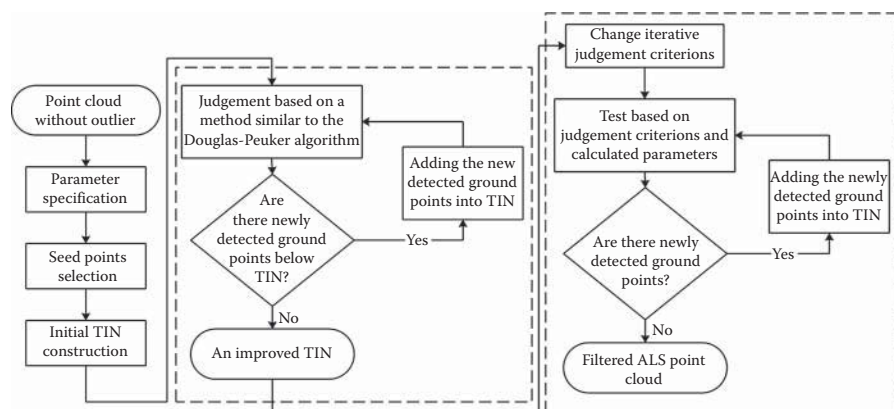 Point cloud
without outlier
Parameter
specification
Seed points
selection
Initial TIN
construction
Judgement based on a
method similar to the
Douglas-Peuker algorithm
Are
there newly
detected ground
points below
TIN?
Yes
Adding the new
detected ground
points into TIN
No
An improved TIN
Change iterative
judgement criterions
Test based on
judgement criterions and
calculated parameters
Are there newly
detected ground
points?
Yes
Adding the newly
detected ground
points into TIN
No
Filtered ALS point
cloud